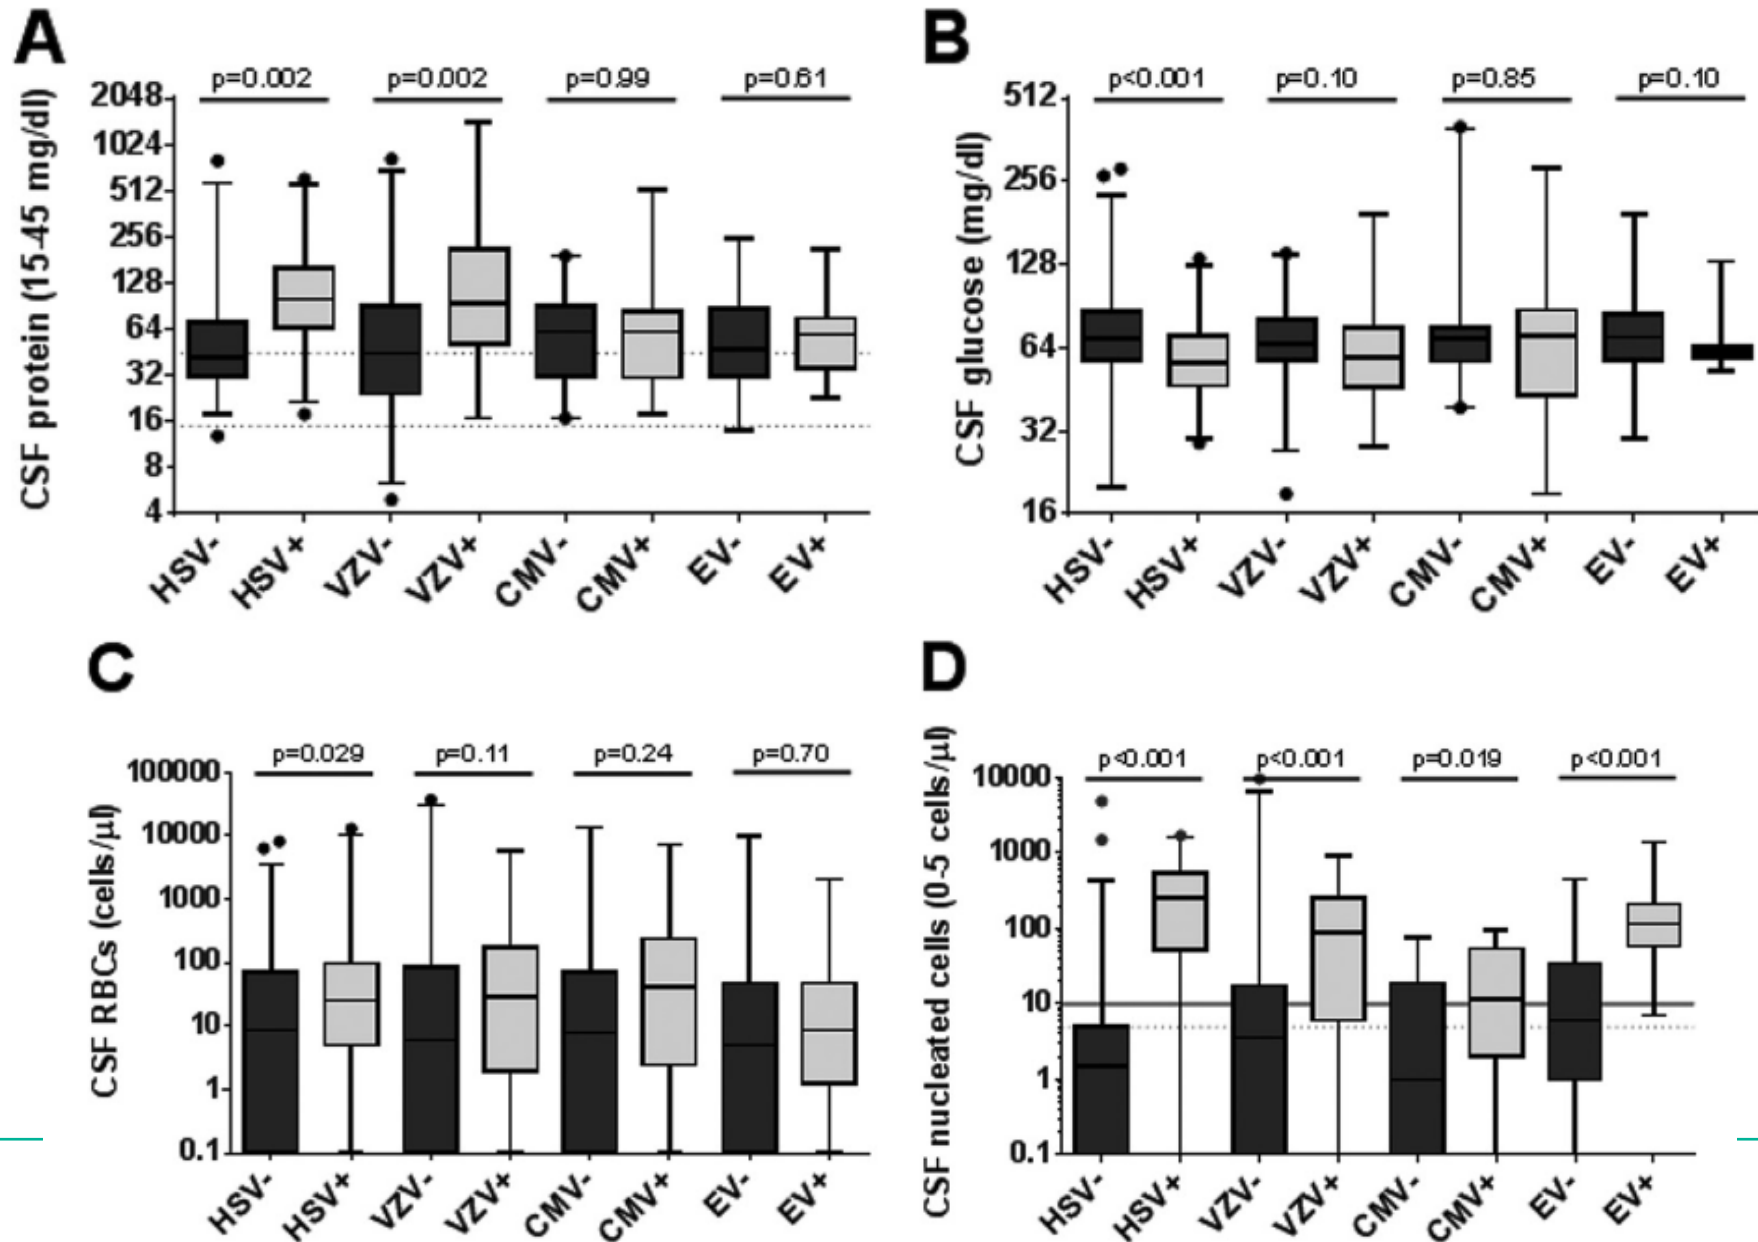 A
p=0.002 p=0.002 p=0.99 p=0.61
CSF protein (15-45 mg/dl)
2048
1024
512
256
128
64
32
16
8
4
HSV- HSV+ VZV- VZV+ CMV- CMV+ EV- EV+
B
p<0.001 p=0.10 p=0.85 p=0.10
CSF glucose (mg/dl)
512
256
128
64
32
16
HSV- HSV+ VZV- VZV+ CMV- CMV+ EV- EV+
C
p=0.029 p=0.11 p=0.24 p=0.70
CSF RBCs (cells/µl)
100000
10000
1000
100
10
1
0.1
HSV- HSV+ VZV- VZV+ CMV- CMV+ EV- EV+
D
p<0.001 p<0.001 p=0.019 p<0.001
CSF nucleated cells (0-5 cells/µl)
10000
1000
100
10
1
0.1
HSV- HSV+ VZV- VZV+ CMV- CMV+ EV- EV+